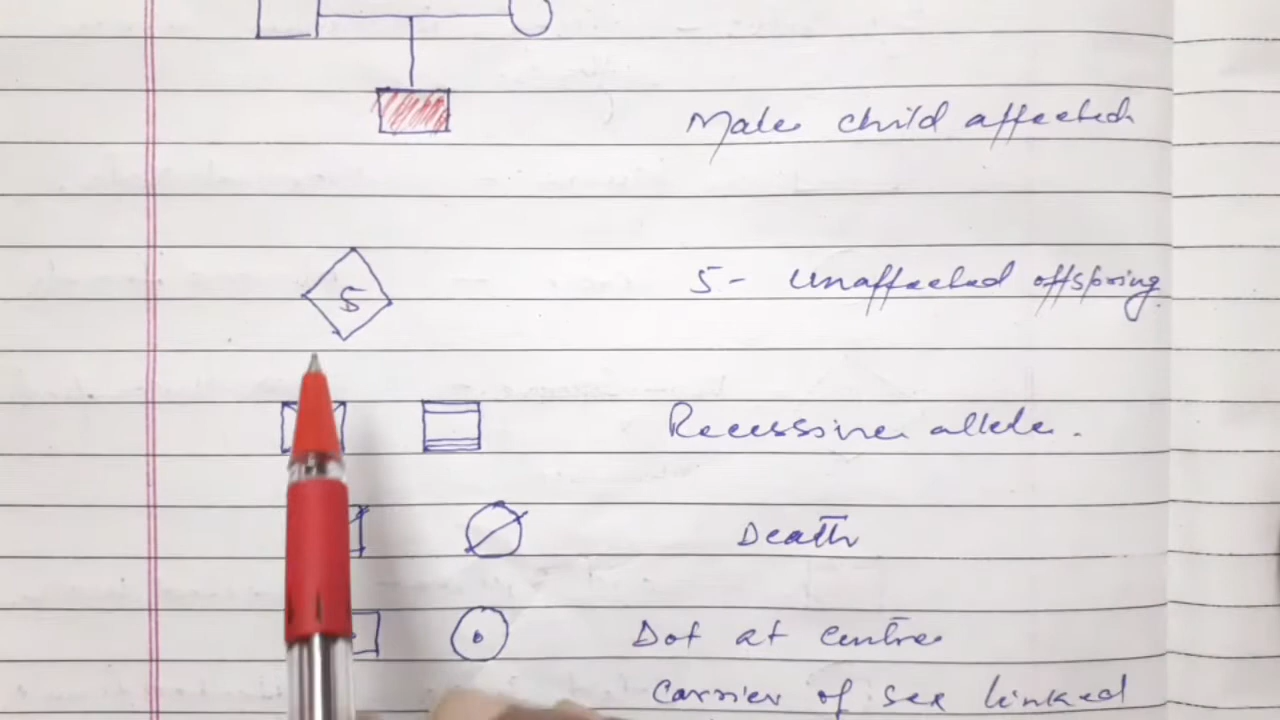 Male child affected
5
5- Unaffected offspring.
Recessive allele.
Death
Dot at centre
Carrier of sex linked